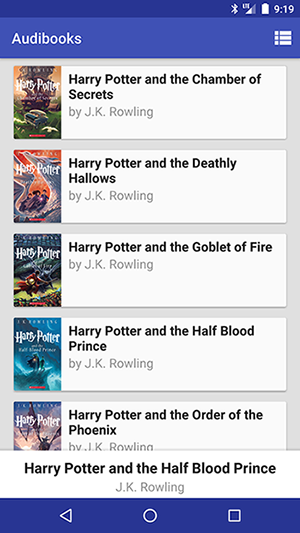 LTE 9:19
Audibooks
Harry Potter and the Chamber of
Secrets
by J.K. Rowling
Harry Potter and the Deathly
Hallows
by J.K. Rowling
Harry Potter and the Goblet of Fire
by J.K. Rowling
Harry Potter and the Half Blood
Prince
by J.K. Rowling
Harry Potter and the Order of the
Phoenix
by J.K. Rowling
Harry Potter and the Half Blood Prince
J.K. Rowling